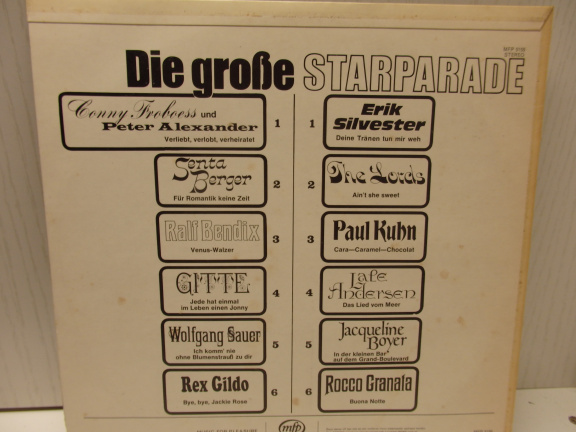 Die große STARPARADE
STEREO
Conny Froboess und
Peter Alexander
Verliebt, verlobt, verheiratet
1
Senta
Berger
Für Romantik keine Zeit
2
Ralf Bendix
Venus-Walzer
3
GITTE
Jede hat einmal
im Leben einen Jonny
4
Wolfgang Sauer
Ich komm' nie
ohne Blumenstrauß zu dir
5
Rex Gildo
Bye, bye, Jackie Rose
6
1
Erik
Silvester
Deine Tränen tun mir weh
2
The Lords
Ain't she sweet
3
Paul Kuhn
Cara—Caramel—Chocolat
4
Lale
Andersen
Das Lied vom Meer
5
Jacqueline
Boyer
In der kleinen Bar
auf dem Grand-Boulevard
6
Rocco Granata
Buona Notte
mfp